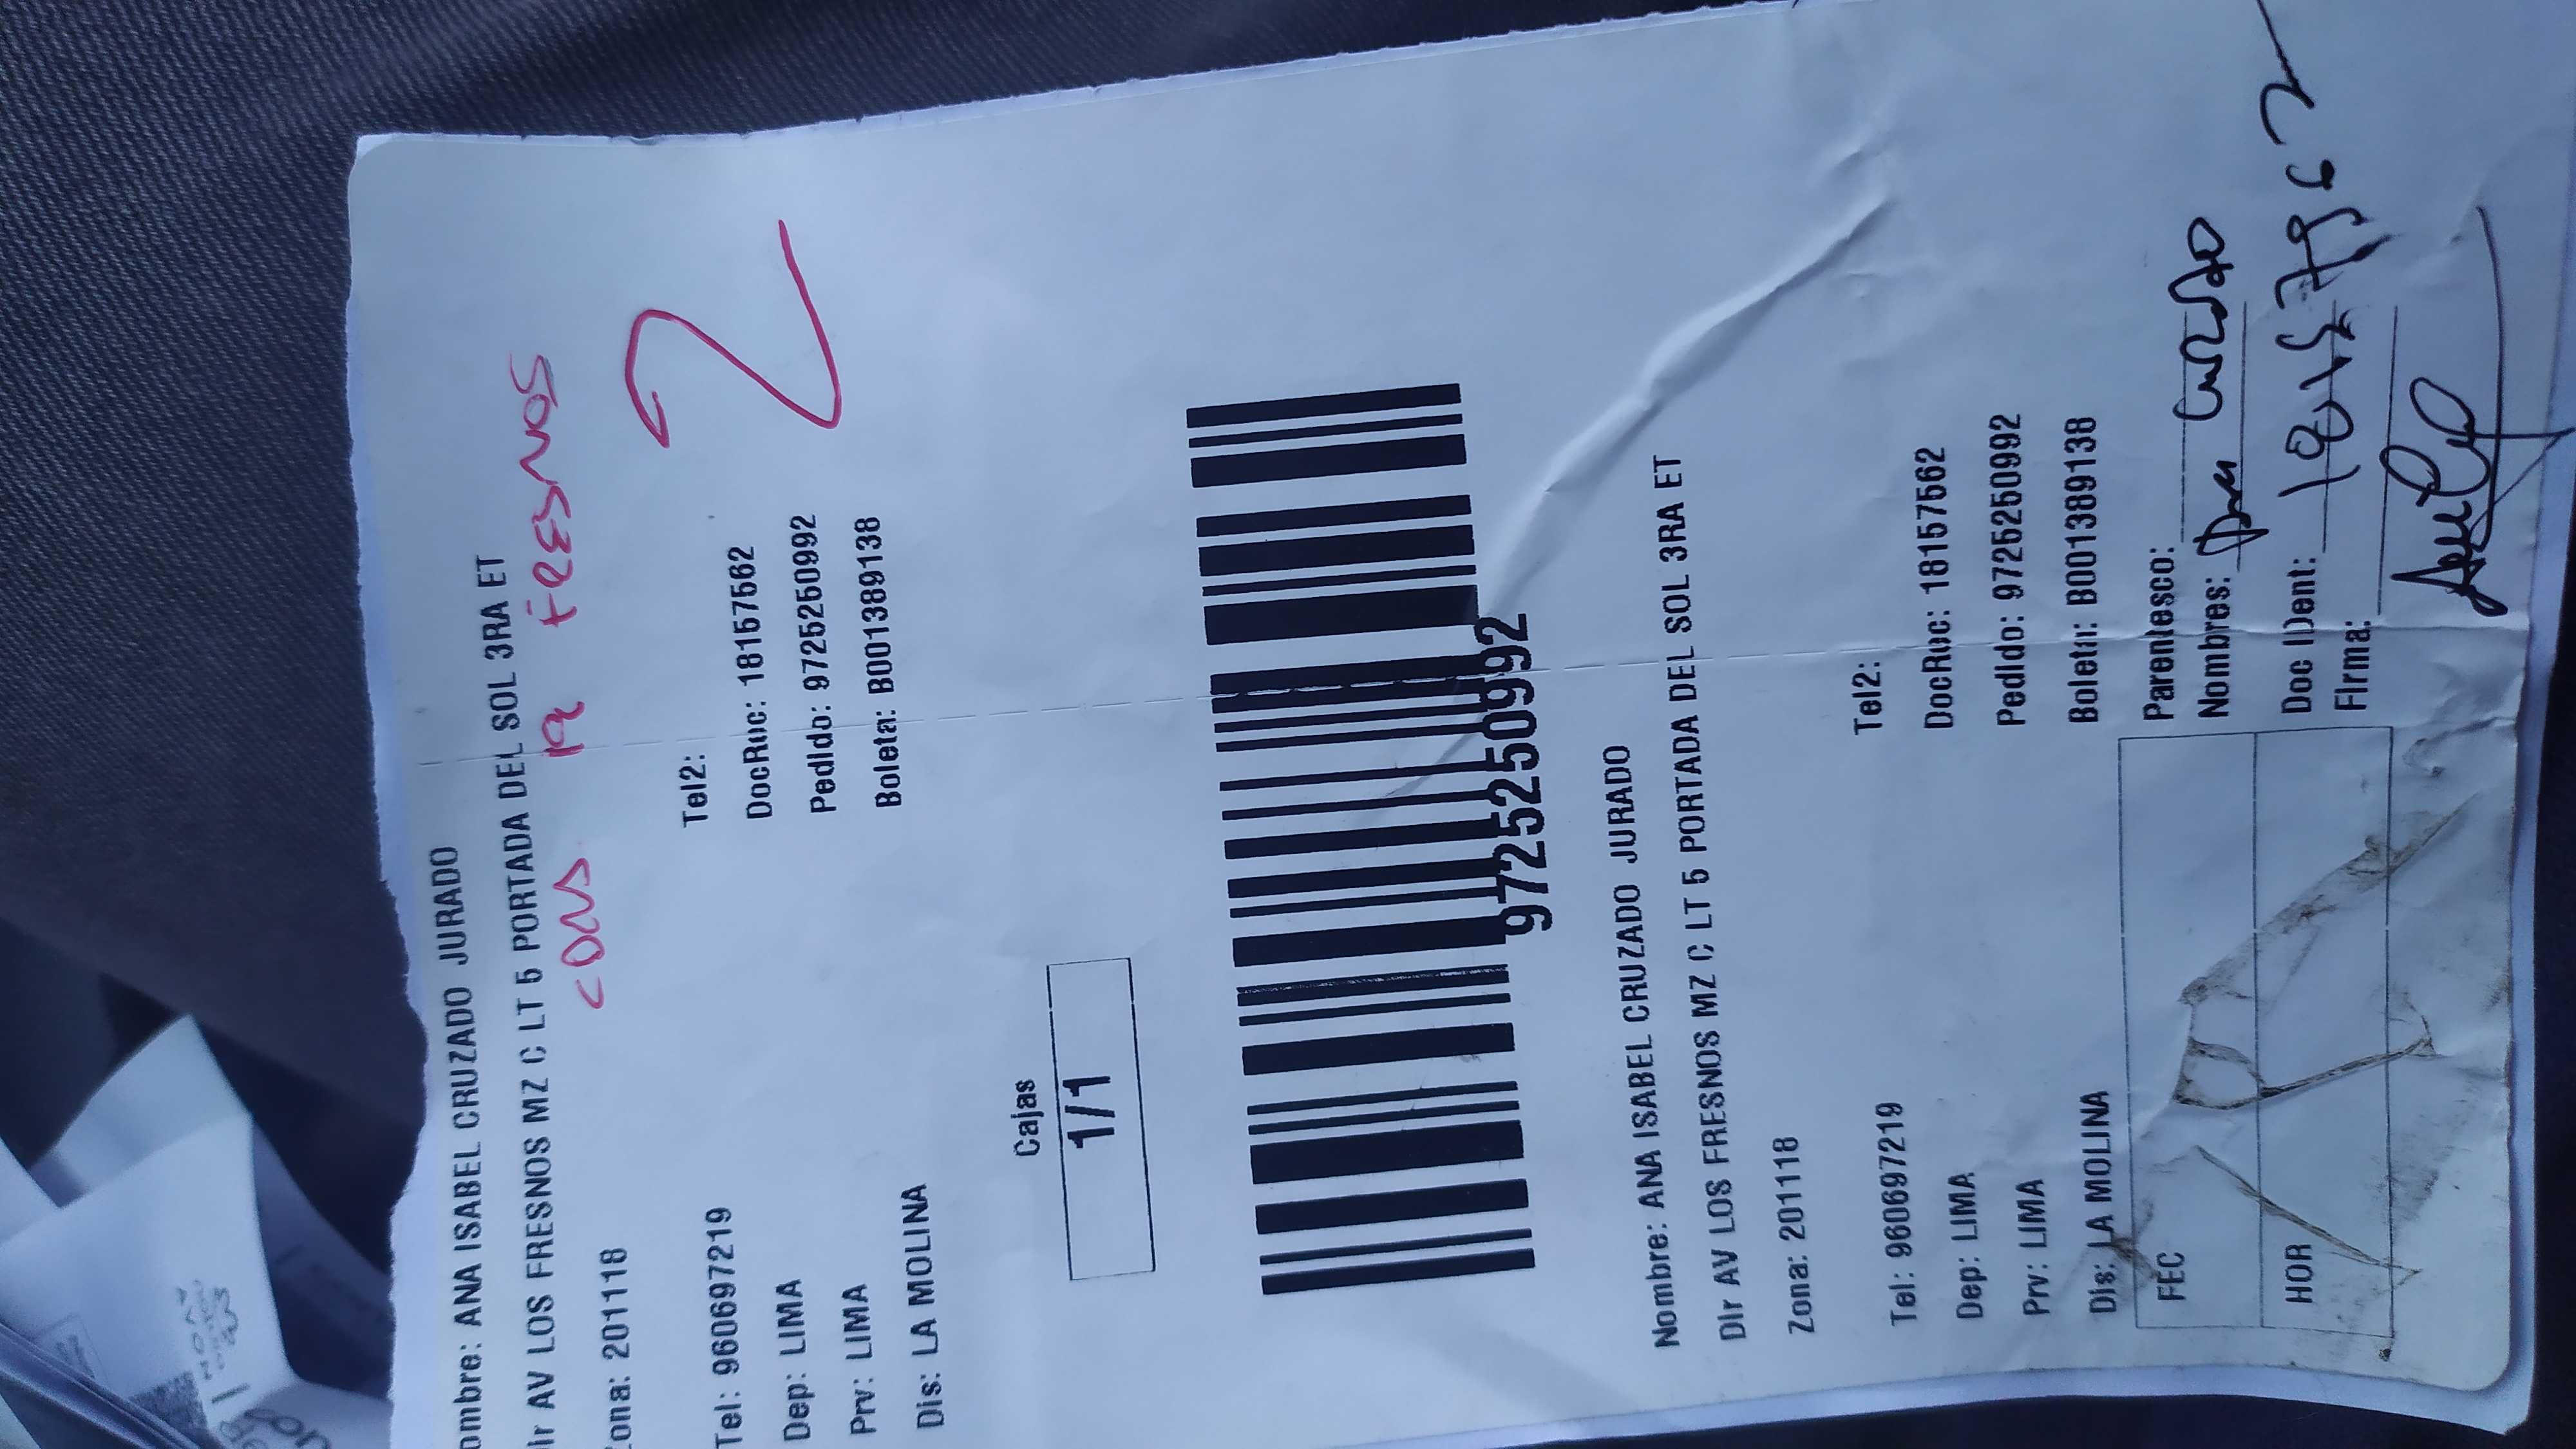 ombre: ANA ISABEL CRUZADO JURADO
Ir AV LOS FRESNOS MZ C LT 5 PORTADA DEL SOL 3RA ET
cons. la fresnos
Zona: 201118
2
Tel: 960697219 Tel2:
Dep: LIMA DocRuc: 18157562
Prv: LIMA Pedido: 9725250992
Dis: LA MOLINA Boleta: B001389138
Cajas
1/1
9725250992
Nombre: ANA ISABEL CRUZADO JURADO
Dir AV LOS FRESNOS MZ C LT 5 PORTADA DEL SOL 3RA ET
Zona: 201118
Tel: 960697219 Tel2:
Dep: LIMA DocRuc: 18157562
Prv: LIMA Pedido: 9725250992
Dis: LA MOLINA Boleta: B001389138
FEC
HOR
Parentesco:
Nombres:
Doc IDent:
Firma: